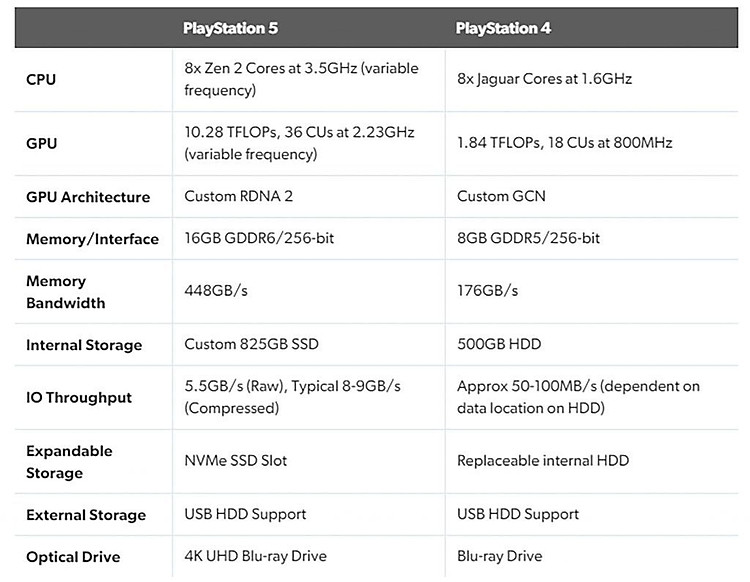 PlayStation 5 PlayStation 4
CPU 8x Zen 2 Cores at 3.5GHz (variable frequency) 8x Jaguar Cores at 1.6GHz
GPU 10.28 TFLOPs, 36 CUs at 2.23GHz (variable frequency) 1.84 TFLOPs, 18 CUs at 800MHz
GPU Architecture Custom RDNA 2 Custom GCN
Memory/Interface 16GB GDDR6/256-bit 8GB GDDR5/256-bit
Memory Bandwidth 448GB/s 176GB/s
Internal Storage Custom 825GB SSD 500GB HDD
IO Throughput 5.5GB/s (Raw), Typical 8-9GB/s (Compressed) Approx 50-100MB/s (dependent on data location on HDD)
Expandable Storage NVMe SSD Slot Replaceable internal HDD
External Storage USB HDD Support USB HDD Support
Optical Drive 4K UHD Blu-ray Drive Blu-ray Drive